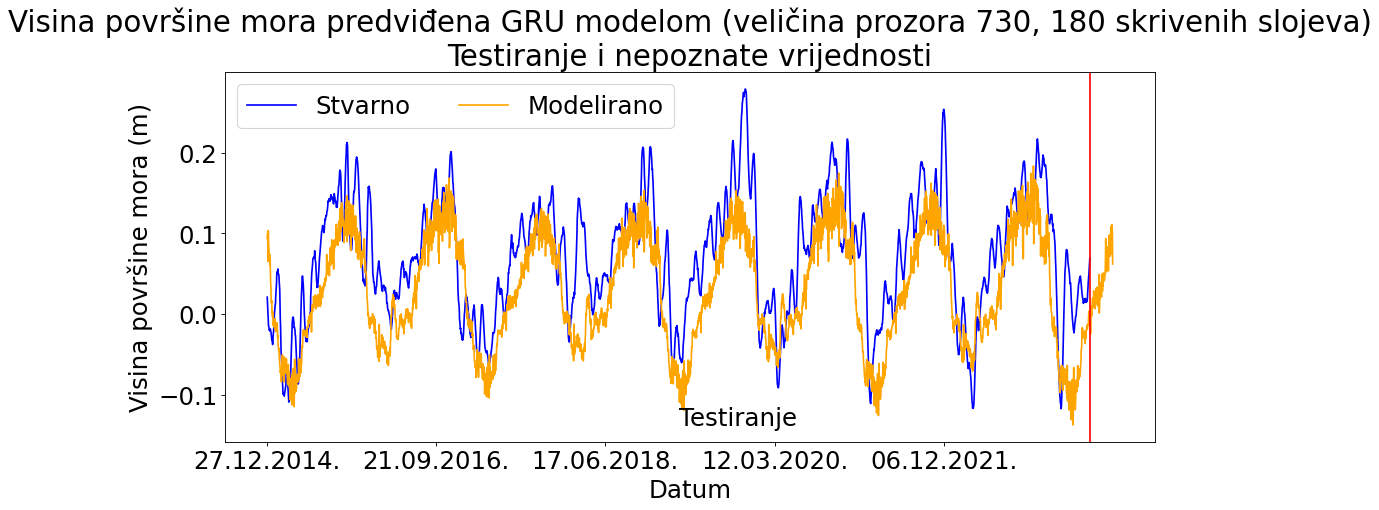 Visina površine mora predviđena GRU modelom (veličina prozora 730, 180 skrivenih slojeva)
Testiranje i nepoznate vrijednosti
Stvarno Modelirano
Visina površine mora (m)
0.2
0.1
0.0
−0.1
Testiranje
27.12.2014. 21.09.2016. 17.06.2018. 12.03.2020. 06.12.2021.
Datum